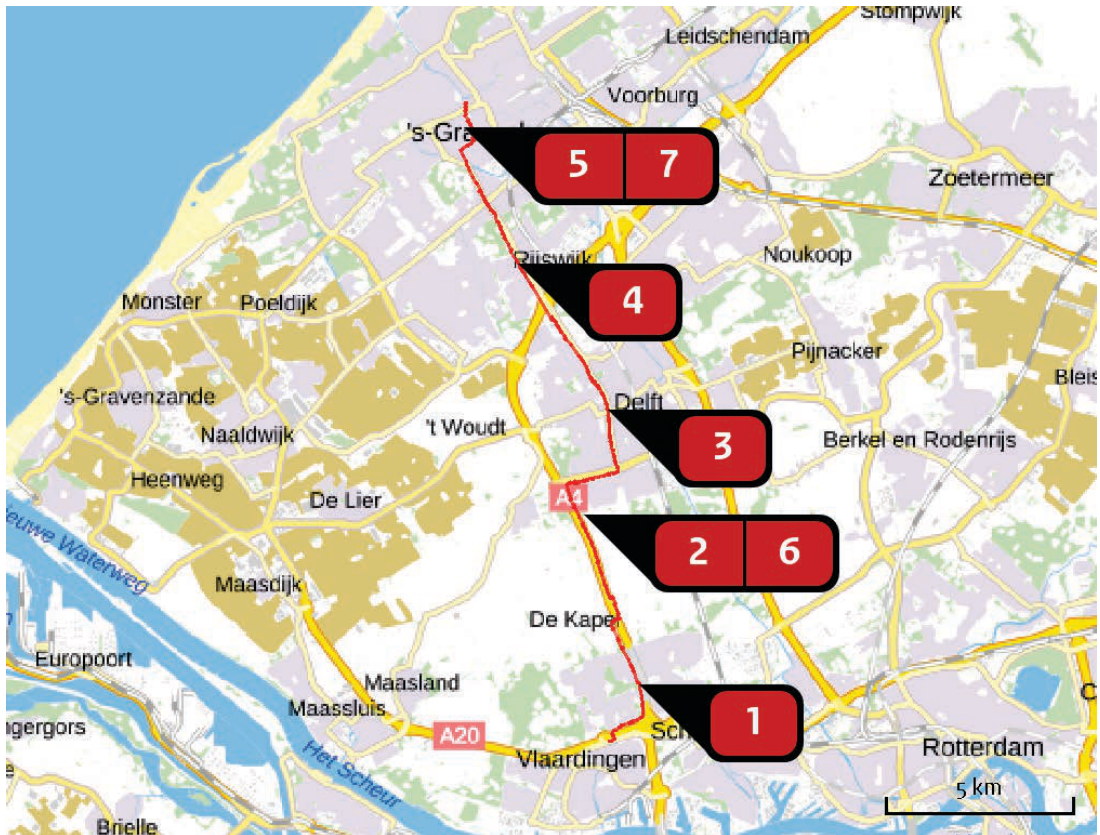 Stompwijk
Leidschendam
Voorburg
's-Gra
5 7
Zoetermeer
Noukoop
Rijswijk
4
Monster
Poeldijk
Pijnacker
Bleis
's-Gravenzande
Delft
't Woudt
Naaldwijk
3
Berkel en Rodenrijs
Heenweg
De Lier
A4
ieuwe Waterweg
2 6
Maasdijk
De Kapel
Europoort
Maasland
Maassluis
1
ngergors
A20
Sch
Vlaardingen
Rotterdam
Het Scheur
5 km
Brielle